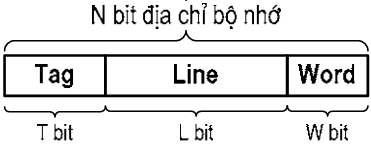 N bit địa chỉ bộ nhớ
Tag Line Word
T bit L bit W bit